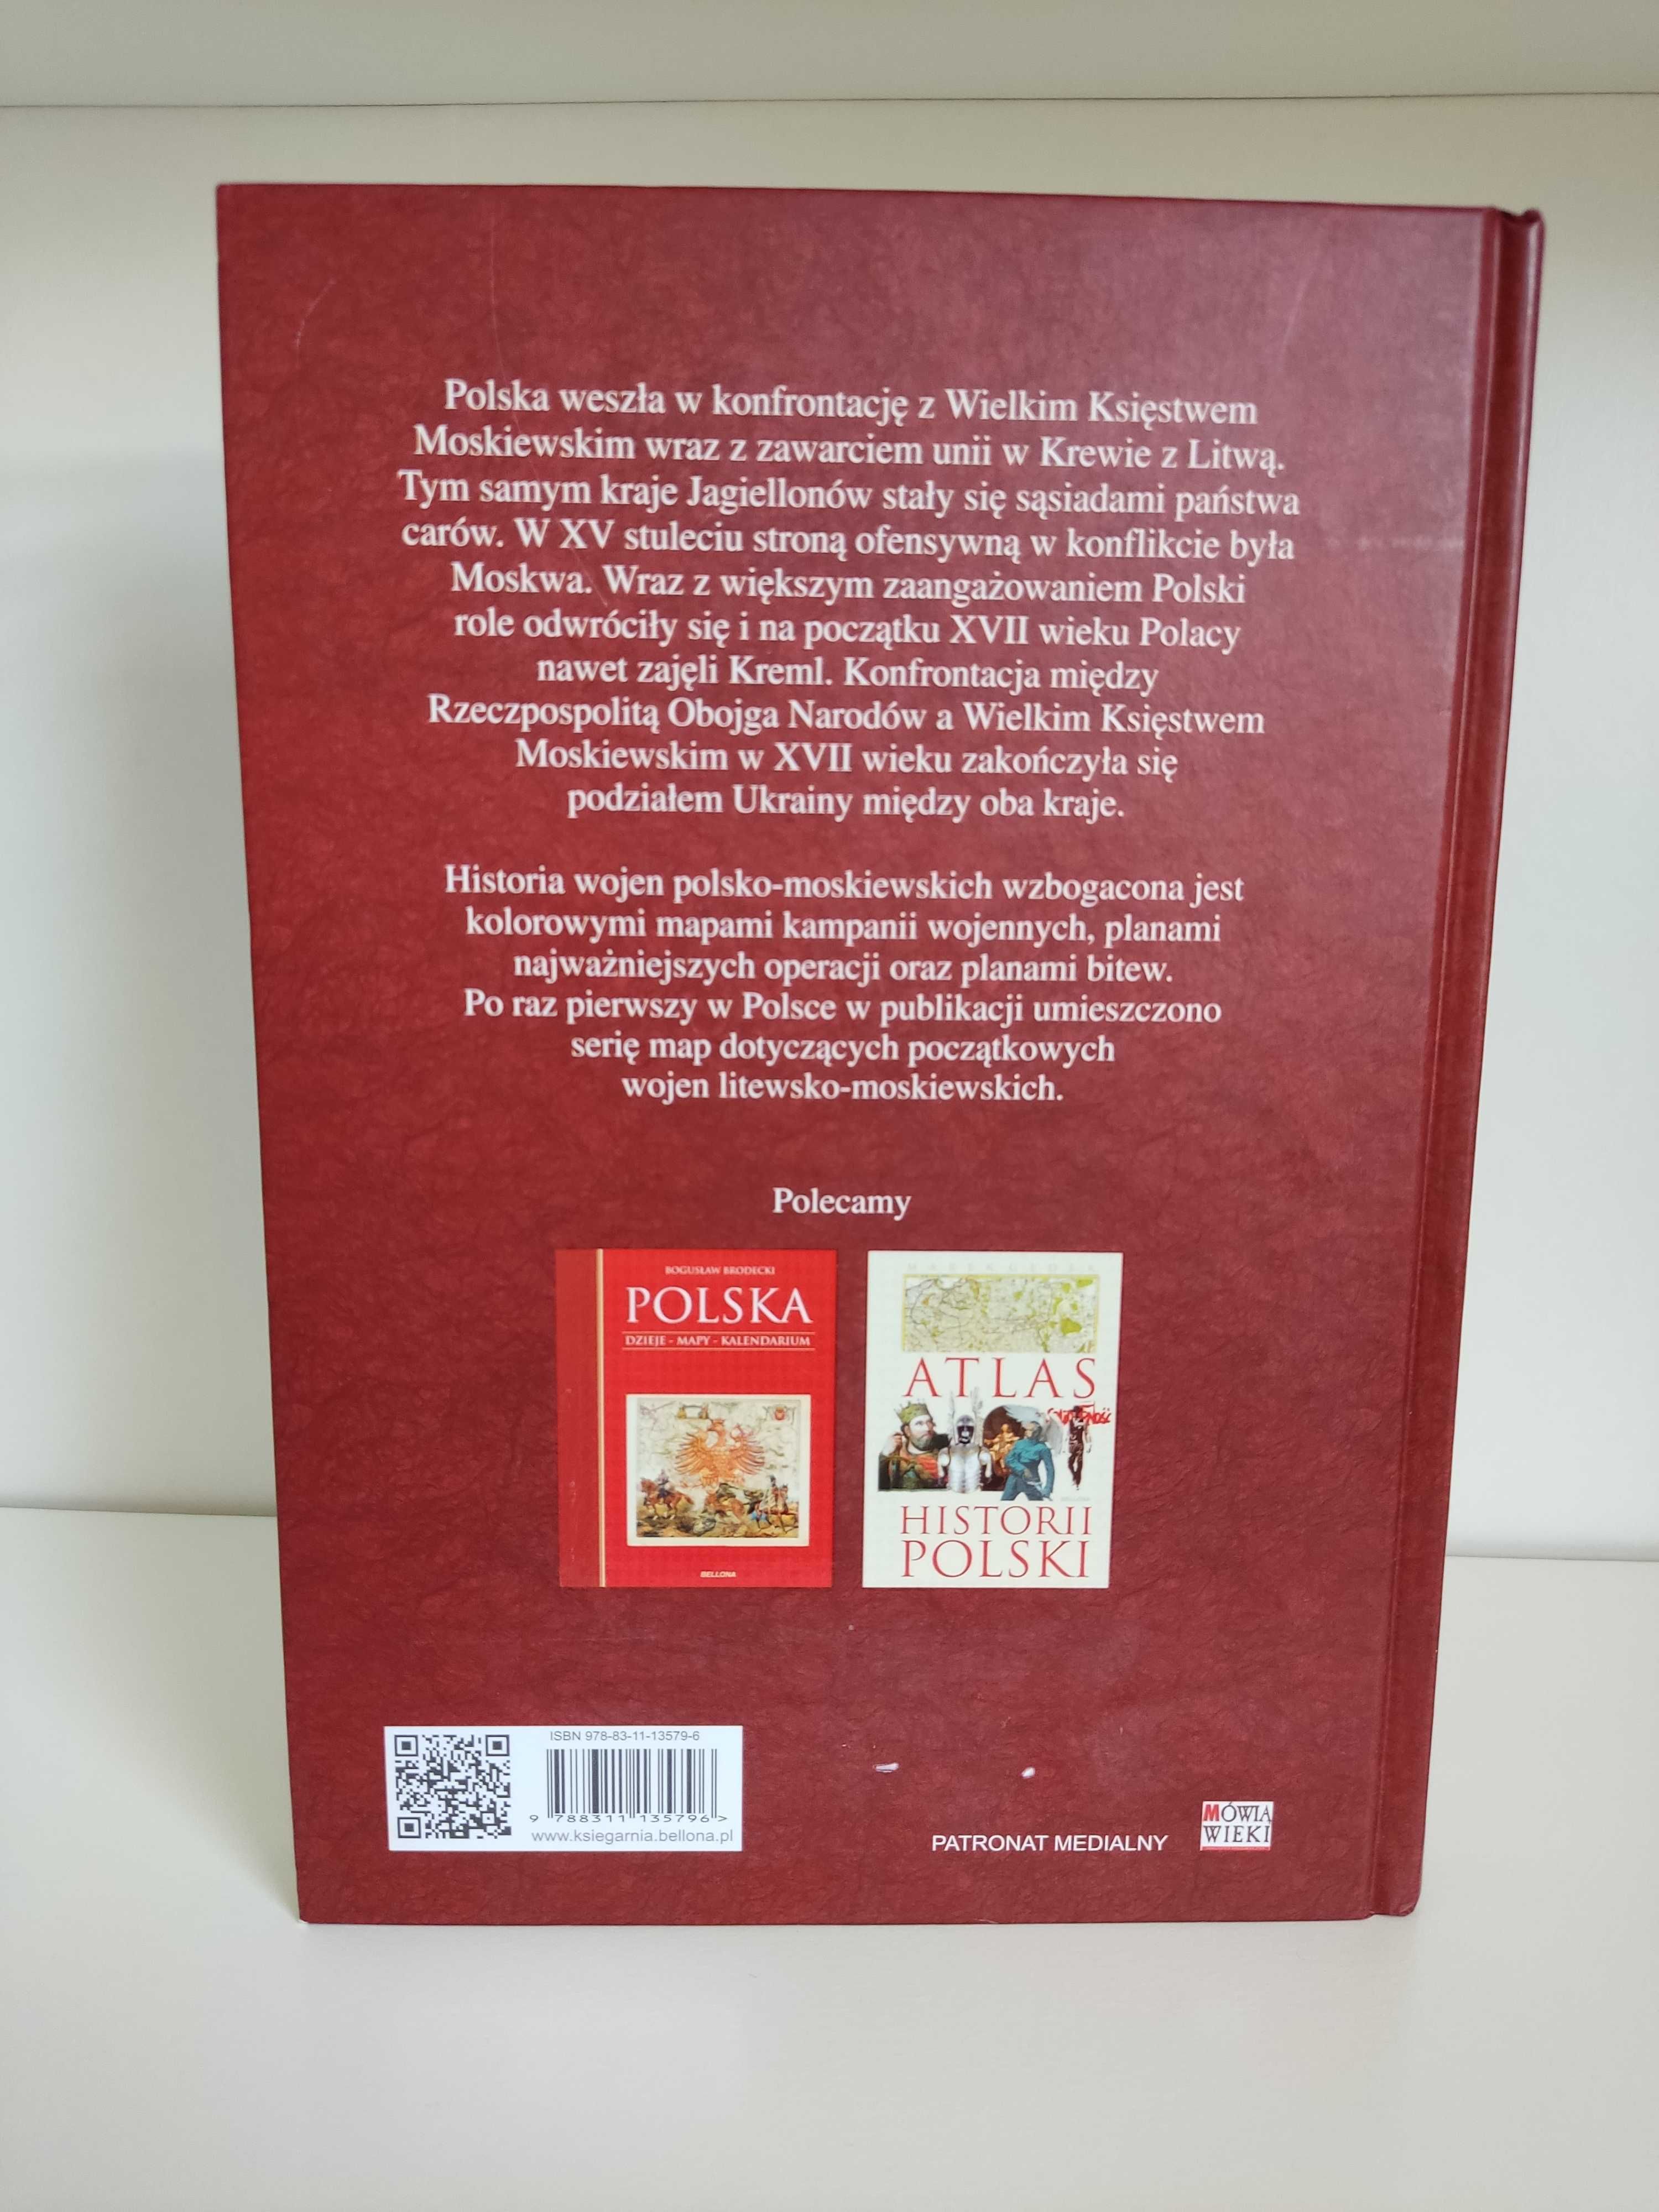 Polska weszła w konfrontację z Wielkim Księstwem
Moskiewskim wraz z zawarciem unii w Krewie z Litwą.
Tym samym kraje Jagiellonów stały się sąsiadami państwa
carów. W XV stuleciu stroną ofensywną w konflikcie była
Moskwa. Wraz z większym zaangażowaniem Polski
role odwróciły się i na początku XVII wieku Polacy
nawet zajęli Kreml. Konfrontacja między
Rzeczpospolitą Obojga Narodów a Wielkim Księstwem
Moskiewskim w XVII wieku zakończyła się
podziałem Ukrainy między oba kraje.
Historia wojen polsko-moskiewskich wzbogacona jest
kolorowymi mapami kampanii wojennych, planami
najważniejszych operacji oraz planami bitew.
Po raz pierwszy w Polsce w publikacji umieszczono
serię map dotyczących początkowych
wojen litewsko-moskiewskich.
Polecamy
BOGUSŁAW BRODECKI
POLSKA
DZIEJE - MAPY - KALENDARIUM
BELLONA
ATLAS
HISTORII
POLSKI
ISBN 978-83-11-13579-6
9 788311 135796 >
www.ksiegarnia.bellona.pl
PATRONAT MEDIALNY
MÓWIĄ
WIEKI